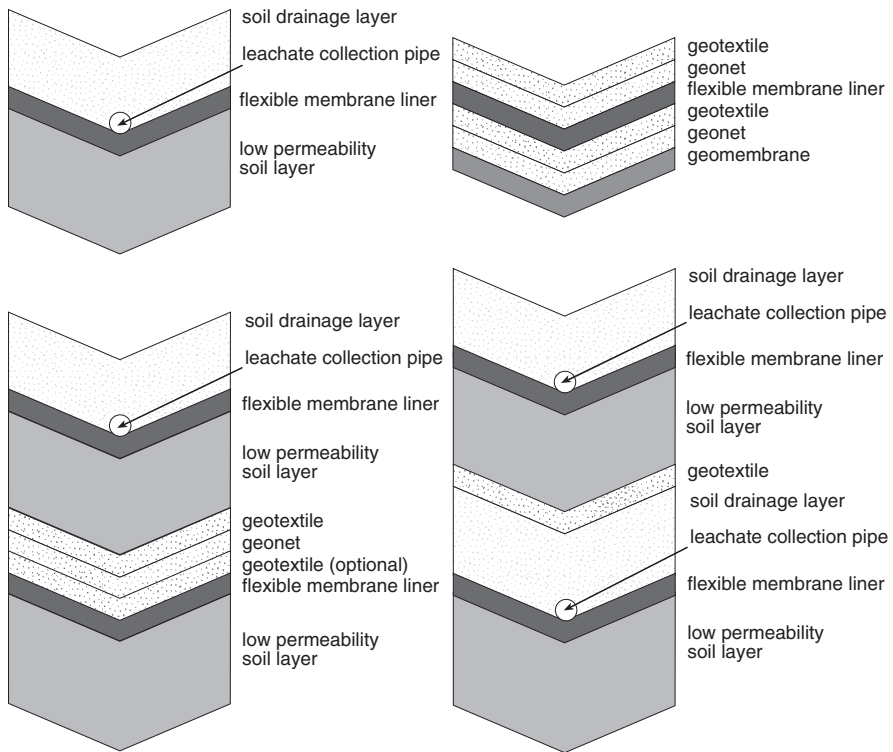 soil drainage layer
leachate collection pipe
flexible membrane liner
low permeability
soil layer
geotextile
geonet
flexible membrane liner
geotextile
geonet
geomembrane
soil drainage layer
leachate collection pipe
flexible membrane liner
low permeability
soil layer
geotextile
geonet
geotextile (optional)
flexible membrane liner
low permeability
soil layer
soil drainage layer
leachate collection pipe
flexible membrane liner
low permeability
soil layer
geotextile
soil drainage layer
leachate collection pipe
flexible membrane liner
low permeability
soil layer